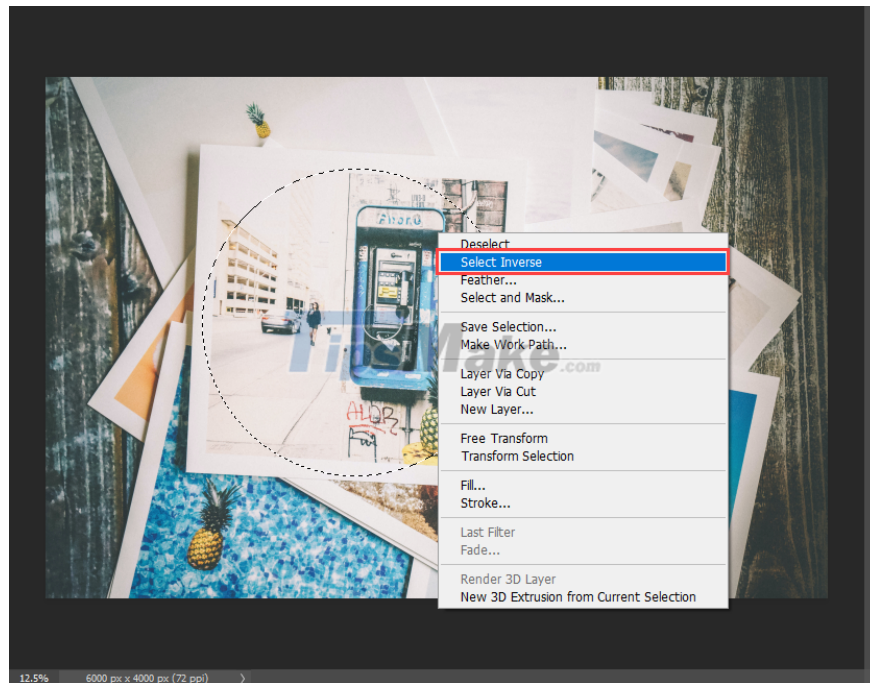 Phone
Deselect
Select Inverse
Feather...
Select and Mask...
Save Selection...
Make Work Path...
TipsMake.com
Layer Via Copy
Layer Via Cut
New Layer...
Free Transform
Transform Selection
Fill...
Stroke...
Last Filter
Fade...
Render 3D Layer
New 3D Extrusion from Current Selection
12.5% 6000 px x 4000 px (72 ppi) >